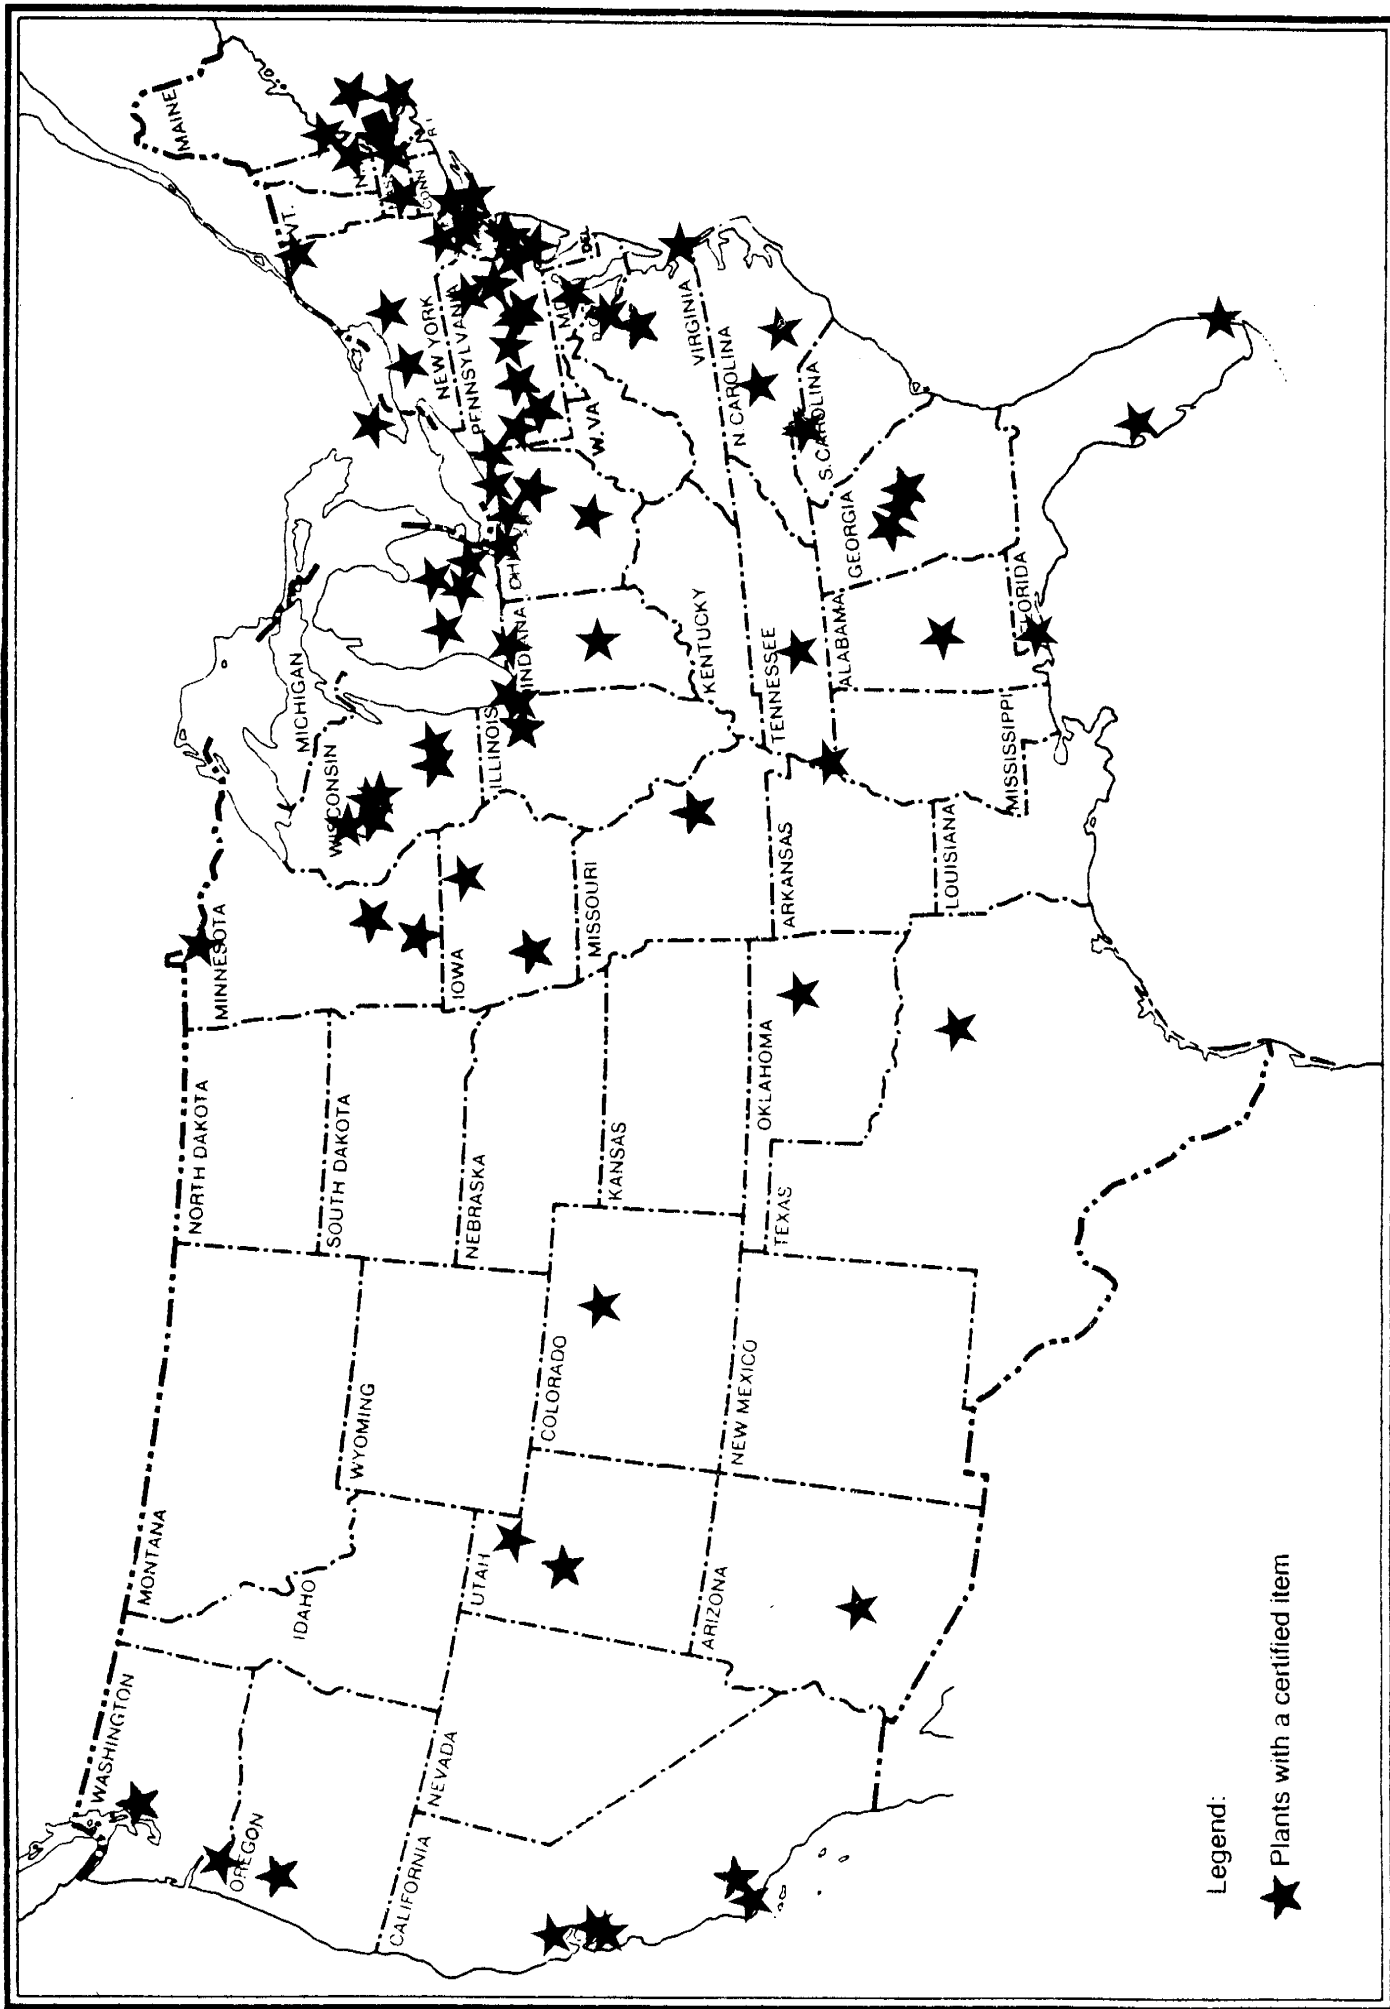 WASHINGTON
MONTANA
NORTH DAKOTA
MINNESOTA
OREGON
IDAHO
WYOMING
SOUTH DAKOTA
WISCONSIN
MICHIGAN
MAINE
VT.
CONN
NEW YORK
PENNSYLVANIA
CALIFORNIA
NEVADA
UTAH
COLORADO
NEBRASKA
IOWA
ILLINOIS
INDIANA
W.VA
DEL
KANSAS
MISSOURI
KENTUCKY
VIRGINIA
ARIZONA
NEW MEXICO
TEXAS
OKLAHOMA
ARKANSAS
TENNESSEE
N CAROLINA
S.CAROLINA
LOUISIANA
MISSISSIPPI
ALABAMA
GEORGIA
Legend:
Plants with a certified item